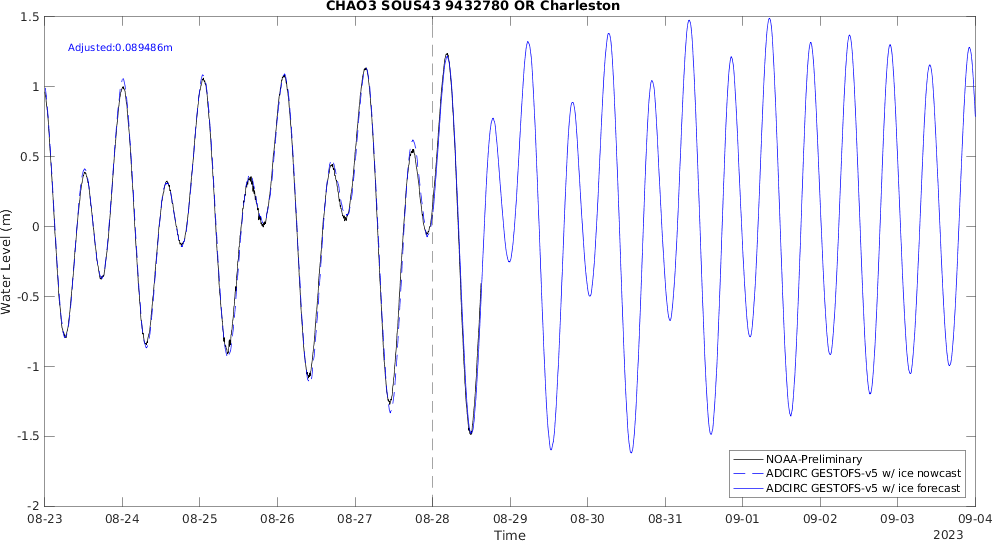 CHAO3 SOUS43 9432780 OR Charleston
Adjusted:0.089486m
Water Level (m)
1.5
1
0.5
0
-0.5
-1
-1.5
-2
NOAA-Preliminary
ADCIRC GESTOFS-v5 w/ ice nowcast
ADCIRC GESTOFS-v5 w/ ice forecast
08-23 08-24 08-25 08-26 08-27 08-28 08-29 08-30 08-31 09-01 09-02 09-03 09-04
Time
2023